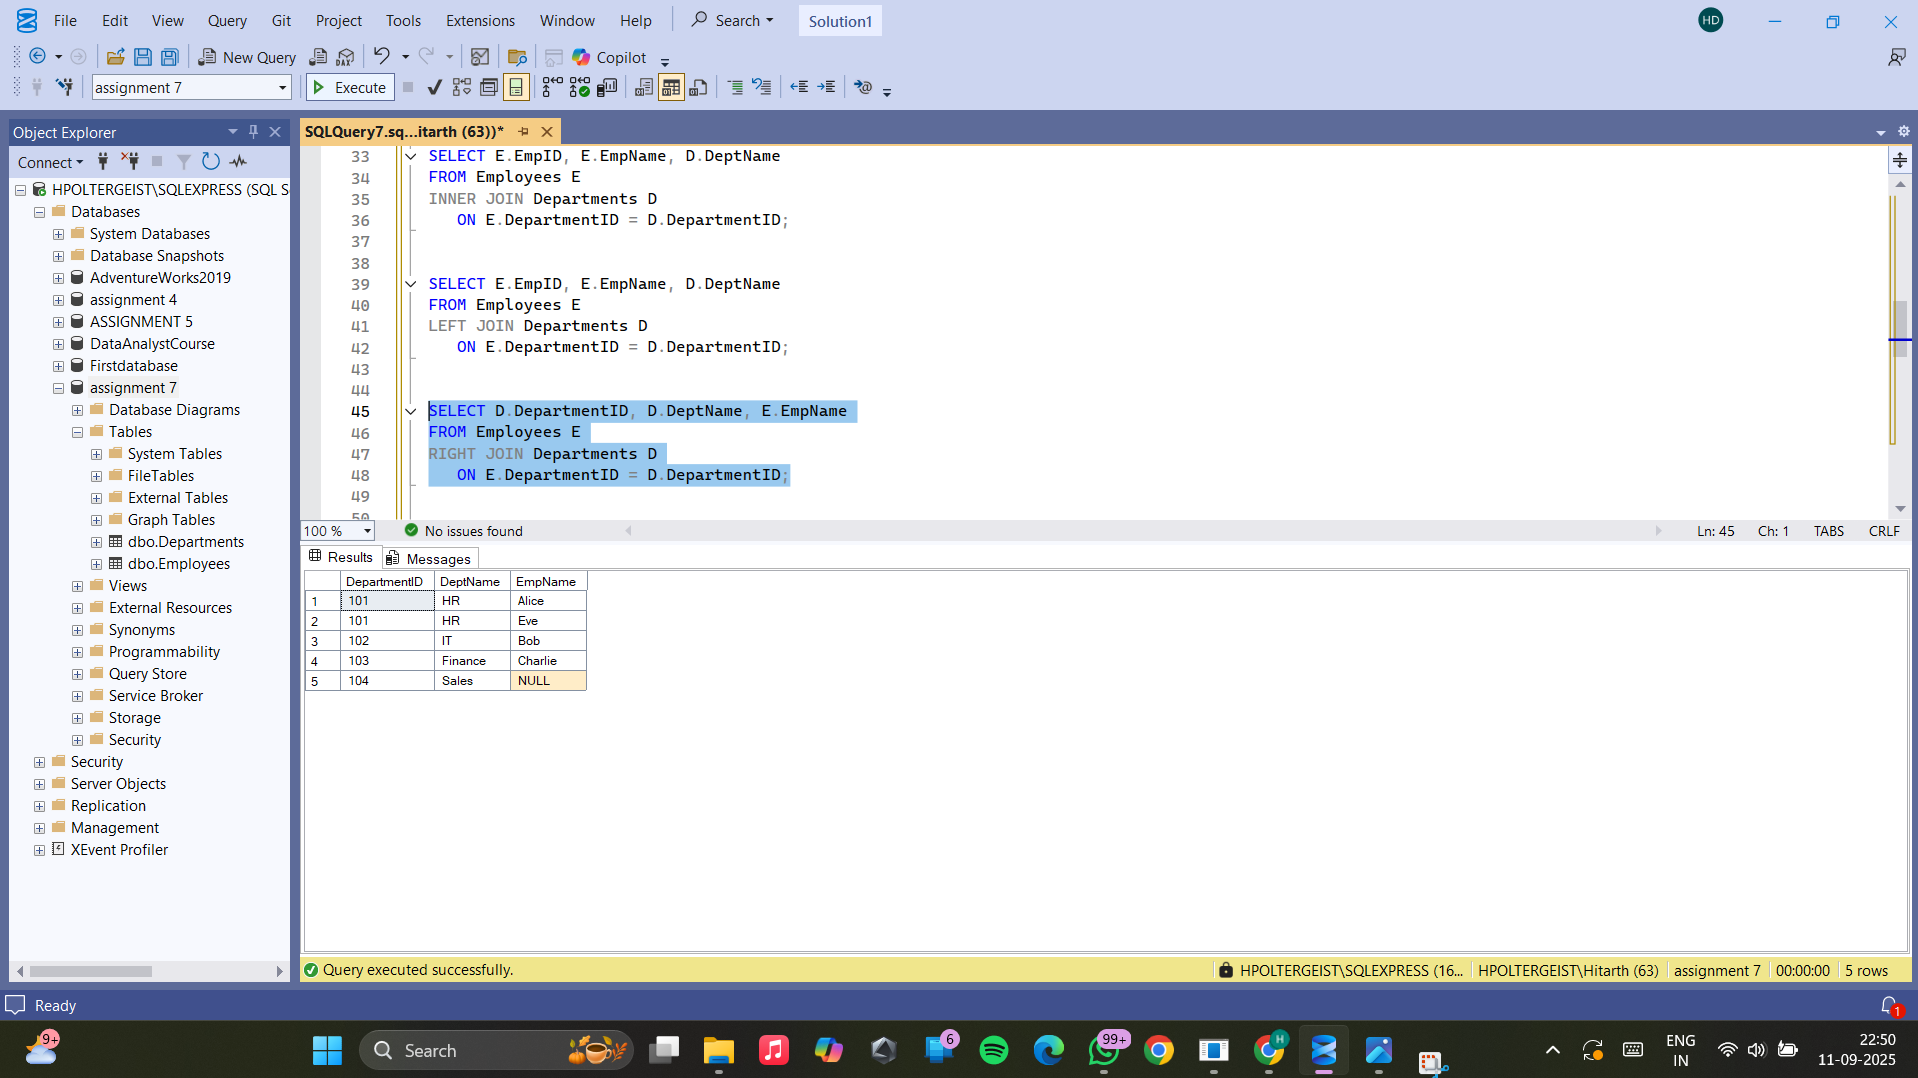 File Edit View Query Git Project Tools Extensions Window Help Search Solution1 HD
New Query DAX Copilot
assignment 7 Execute
Object Explorer
Connect
HPOLTERGEIST\SQLEXPRESS (SQL S
Databases
System Databases
Database Snapshots
AdventureWorks2019
assignment 4
ASSIGNMENT 5
DataAnalystCourse
Firstdatabase
assignment 7
Database Diagrams
Tables
System Tables
FileTables
External Tables
Graph Tables
dbo.Departments
dbo.Employees
Views
External Resources
Synonyms
Programmability
Query Store
Service Broker
Storage
Security
Security
Server Objects
Replication
Management
XEvent Profiler
SQLQuery7.sq...itarth (63))*
33 SELECT E.EmpID, E.EmpName, D.DeptName
34 FROM Employees E
35 INNER JOIN Departments D
36 ON E.DepartmentID = D.DepartmentID;
37
38
39 SELECT E.EmpID, E.EmpName, D.DeptName
40 FROM Employees E
41 LEFT JOIN Departments D
42 ON E.DepartmentID = D.DepartmentID;
43
44
45 SELECT D.DepartmentID, D.DeptName, E.EmpName
46 FROM Employees E
47 RIGHT JOIN Departments D
48 ON E.DepartmentID = D.DepartmentID;
49
50
100 % No issues found Ln: 45 Ch: 1 TABS CRLF
Results Messages
DepartmentID DeptName EmpName
1 101 HR Alice
2 101 HR Eve
3 102 IT Bob
4 103 Finance Charlie
5 104 Sales NULL
Query executed successfully. HPOLTERGEIST\SQLEXPRESS (16... HPOLTERGEIST\Hitarth (63) assignment 7 00:00:00 5 rows
Ready 1
9+ Search 6 99+ H ENG IN 22:50 11-09-2025